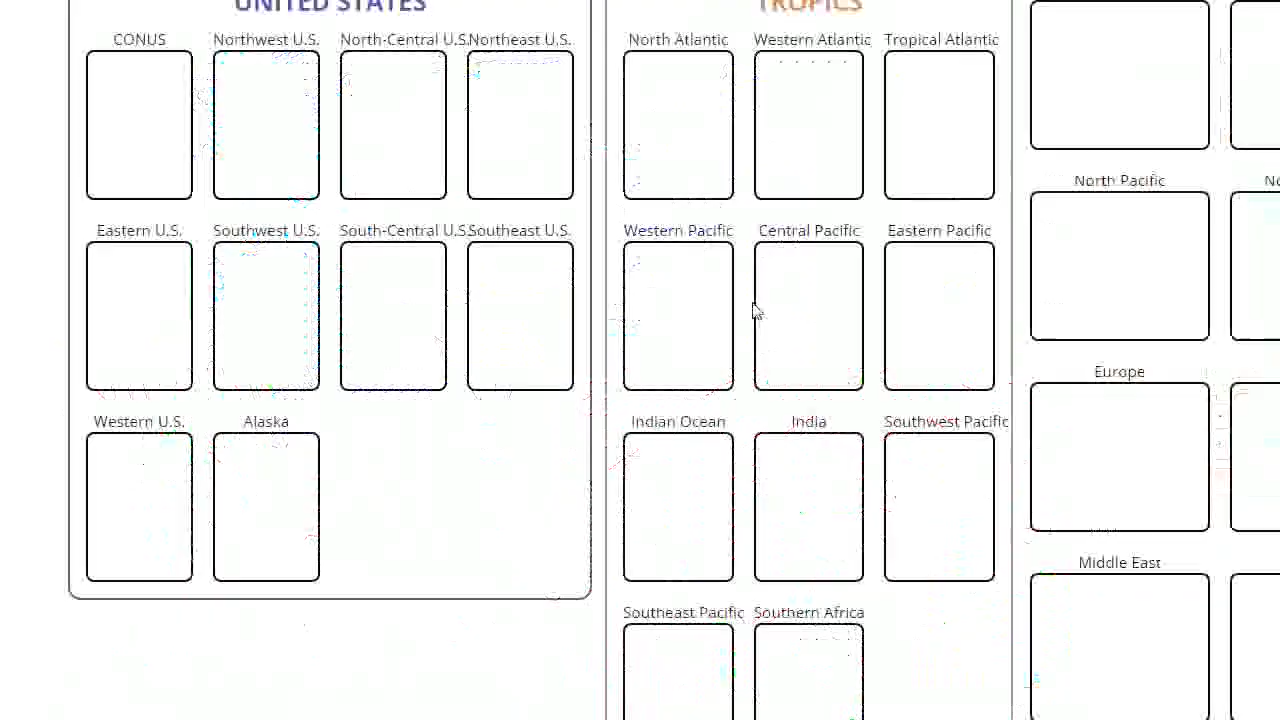 UNITED STATES
CONUS
Northwest U.S.
North-Central U.S.
Northeast U.S.
Eastern U.S.
Southwest U.S.
South-Central U.S.
Southeast U.S.
Western U.S.
Alaska
TROPICS
North Atlantic
Western Atlantic
Tropical Atlantic
Western Pacific
Central Pacific
Eastern Pacific
Indian Ocean
India
Southwest Pacific
Southeast Pacific
Southern Africa
North Pacific
Europe
Middle East